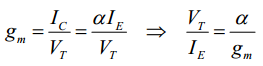 g_m = I_C / V_T = αI_E / V_T ⇒ V_T / I_E = α / g_m